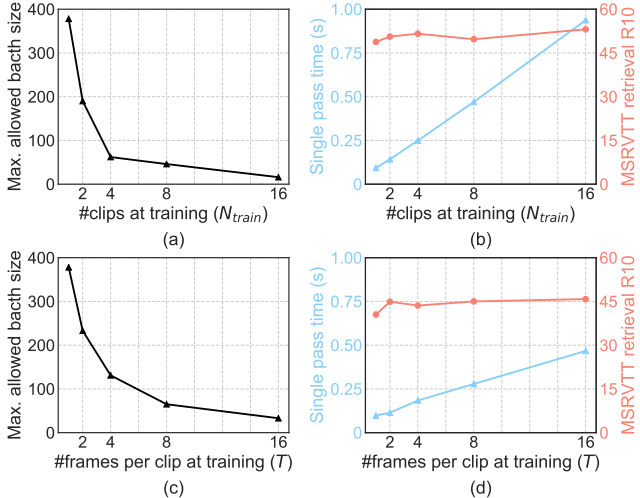 Max. allowed bacth size
400
300
200
100
0
2 4 8 16
#clips at training (N_train)
(a)
Single pass time (s)
1.00
0.75
0.50
0.25
0
2 4 8 16
60
45
30
15
0
MSRVTT retrieval R10
#clips at training (N_train)
(b)
Max. allowed bacth size
400
300
200
100
0
2 4 8 16
#frames per clip at training (T)
(c)
Single pass time (s)
1.00
0.75
0.50
0.25
0
2 4 8 16
60
45
30
15
0
MSRVTT retrieval R10
#frames per clip at training (T)
(d)